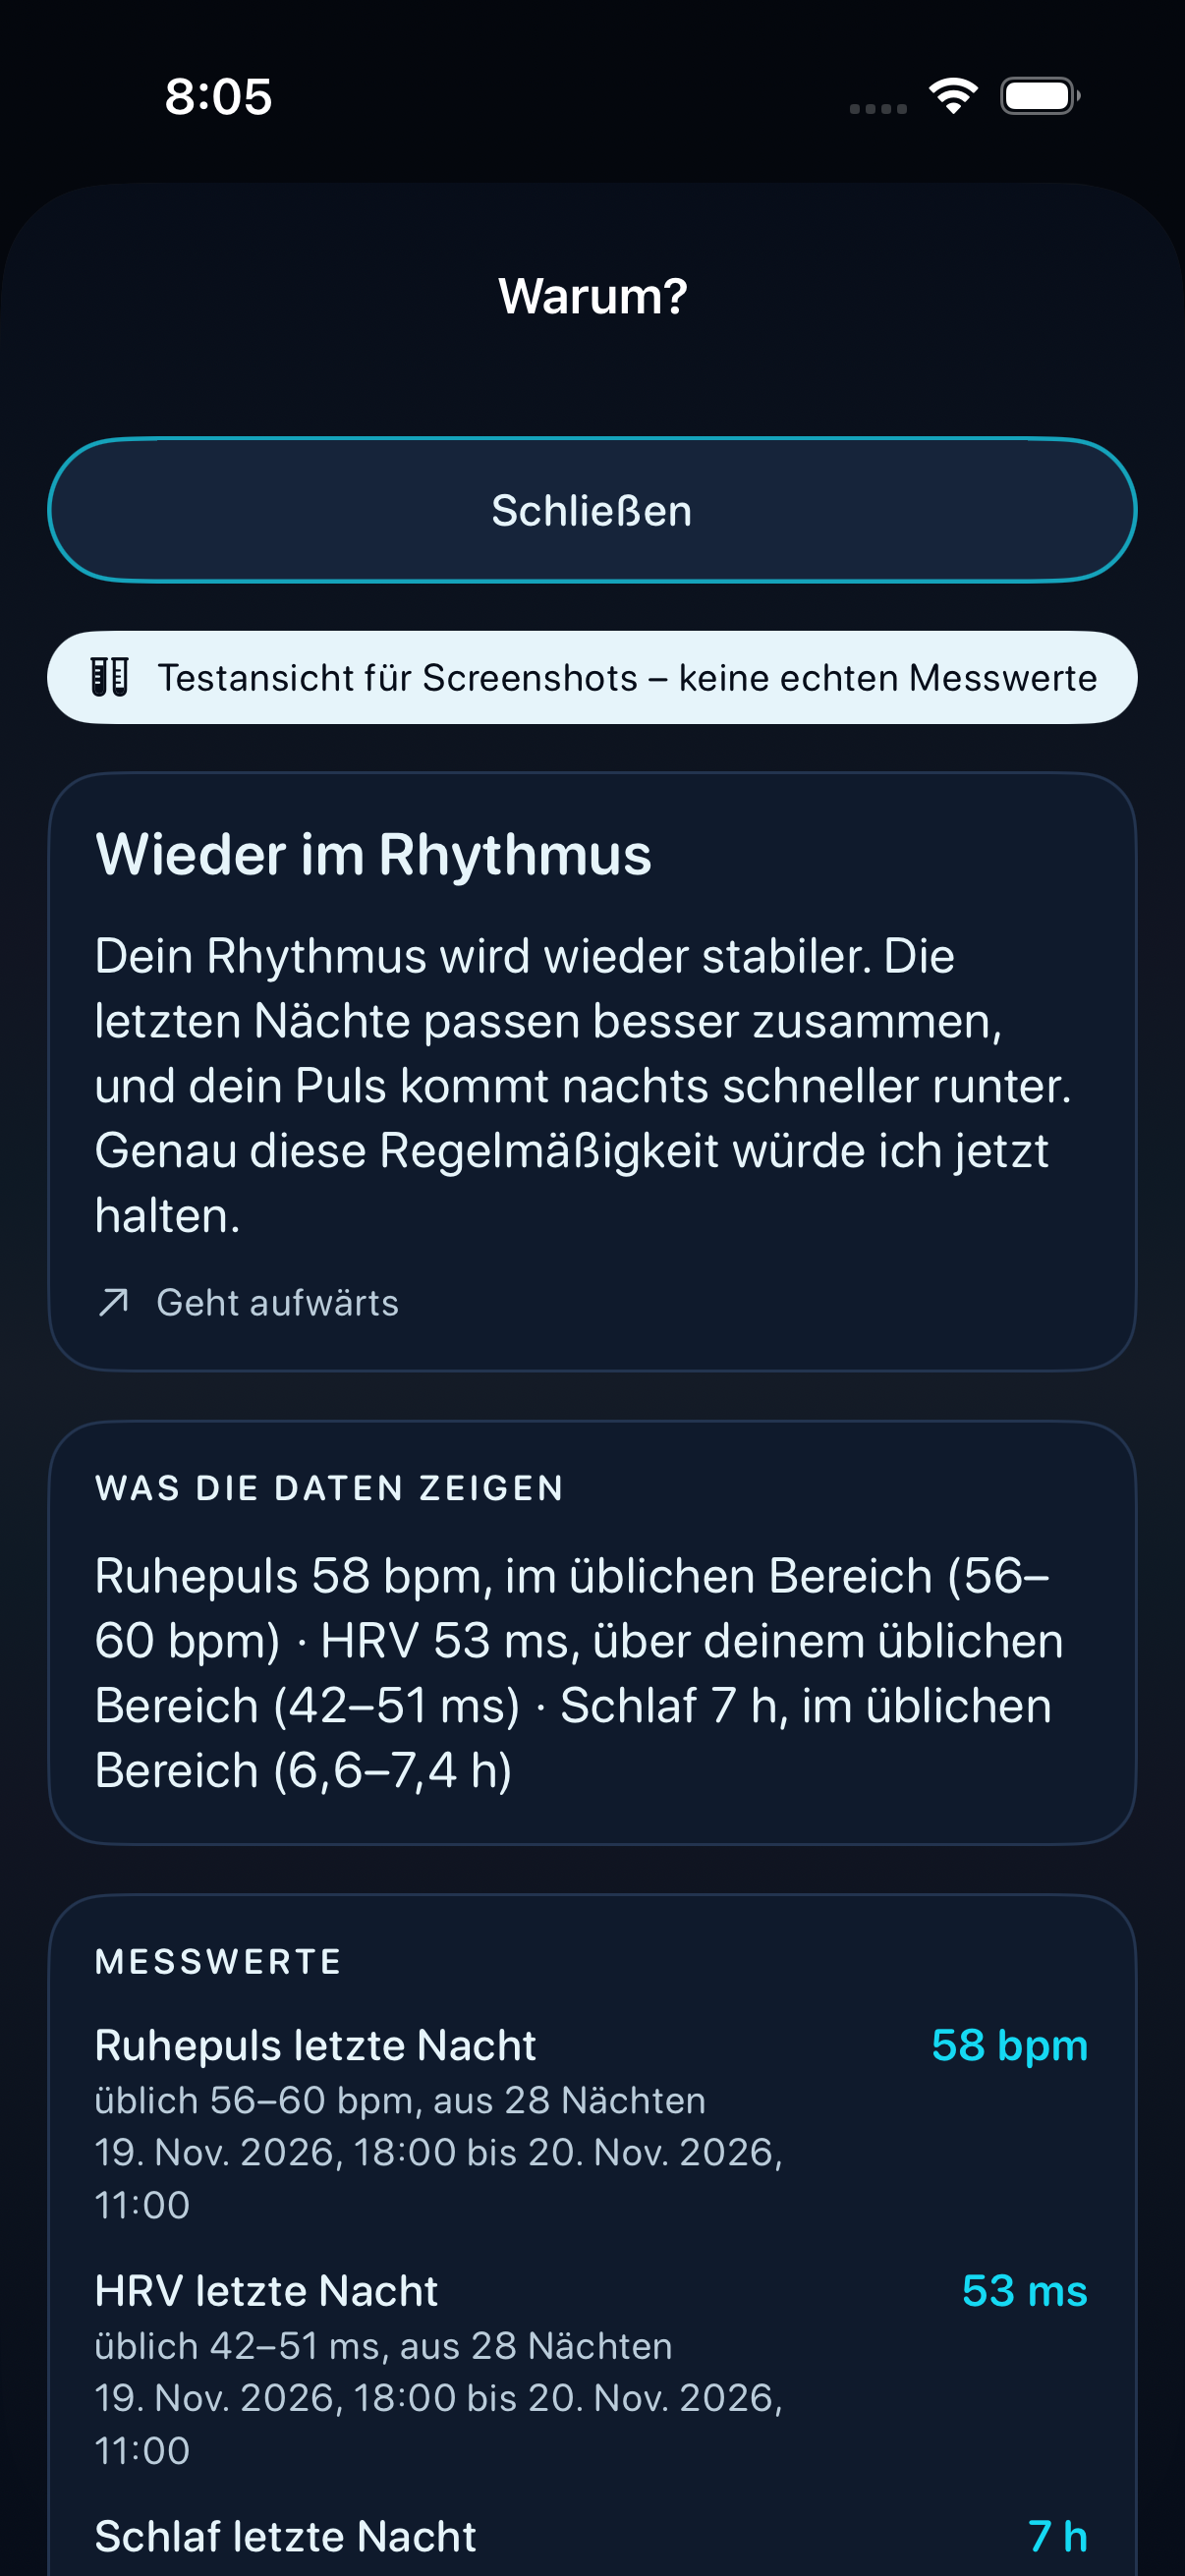 8:05
Warum?
Schließen
Testansicht für Screenshots – keine echten Messwerte
Wieder im Rhythmus
Dein Rhythmus wird wieder stabiler. Die
letzten Nächte passen besser zusammen,
und dein Puls kommt nachts schneller runter.
Genau diese Regelmäßigkeit würde ich jetzt
halten.
Geht aufwärts
WAS DIE DATEN ZEIGEN
Ruhepuls 58 bpm, im üblichen Bereich (56–
60 bpm) · HRV 53 ms, über deinem üblichen
Bereich (42–51 ms) · Schlaf 7 h, im üblichen
Bereich (6,6–7,4 h)
MESSWERTE
Ruhepuls letzte Nacht 58 bpm
üblich 56–60 bpm, aus 28 Nächten
19. Nov. 2026, 18:00 bis 20. Nov. 2026,
11:00
HRV letzte Nacht 53 ms
üblich 42–51 ms, aus 28 Nächten
19. Nov. 2026, 18:00 bis 20. Nov. 2026,
11:00
Schlaf letzte Nacht 7 h